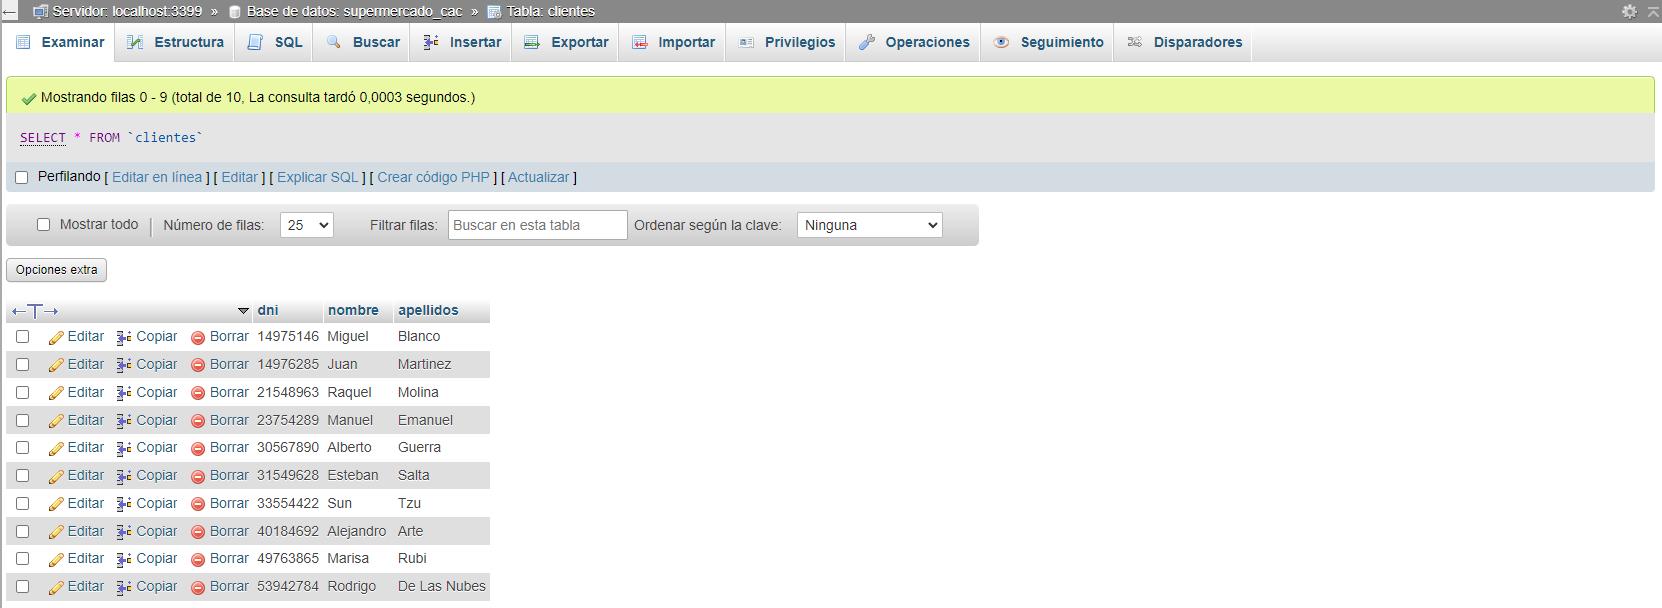 Servidor: localhost:3399 » Base de datos: supermercado_cac » Tabla: clientes
Examinar Estructura SQL Buscar Insertar Exportar Importar Privilegios Operaciones Seguimiento Disparadores
Mostrando filas 0 - 9 (total de 10, La consulta tardó 0,0003 segundos.)
SELECT * FROM `clientes`
Perfilando [ Editar en línea ] [ Editar ] [ Explicar SQL ] [ Crear código PHP ] [ Actualizar ]
Mostrar todo | Número de filas: 25 Filtrar filas: Buscar en esta tabla Ordenar según la clave: Ninguna
Opciones extra
←T→ dni nombre apellidos
Editar Copiar Borrar 14975146 Miguel Blanco
Editar Copiar Borrar 14976285 Juan Martinez
Editar Copiar Borrar 21548963 Raquel Molina
Editar Copiar Borrar 23754289 Manuel Emanuel
Editar Copiar Borrar 30567890 Alberto Guerra
Editar Copiar Borrar 31549628 Esteban Salta
Editar Copiar Borrar 33554422 Sun Tzu
Editar Copiar Borrar 40184692 Alejandro Arte
Editar Copiar Borrar 49763865 Marisa Rubi
Editar Copiar Borrar 53942784 Rodrigo De Las Nubes